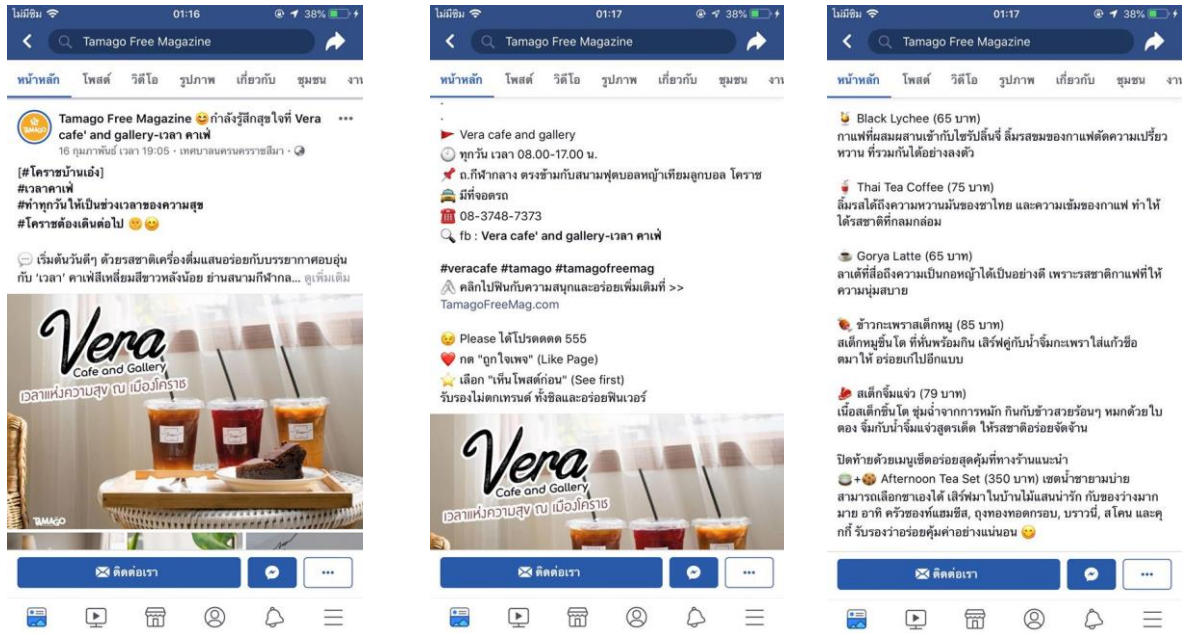 ไม่มีซิม 01:16 38%
Tamago Free Magazine
หน้าหลัก โพสต์ วิดีโอ รูปภาพ เกี่ยวกับ ชุมชน งาน
Tamago Free Magazine 😊กำลังรู้สึกสุขใจที่ Vera
cafe' and gallery-เวลา คาเฟ่
16 กุมภาพันธ์ เวลา 19:05 · เทศบาลนครนครราชสีมา ·
[#โคราชบ้านเอ๋ง]
#เวลาคาเฟ่
#ทำทุกวันให้เป็นช่วงเวลาของความสุข
#โคราชต้องเดินต่อไป
💬 เริ่มต้นวันดีๆ ด้วยรสชาติเครื่องดื่มแสนอร่อยกับบรรยากาศอบอุ่น
กับ ‘เวลา’ คาเฟ่สีเหลี่ยมสีขาวหลังน้อย ย่านสนามกีฬากล... ดูเพิ่มเติม
Vera
Cafe and Gallery
เวลาแห่งความสุข ณ เมืองโคราช
TAMAGO
ติดต่อเรา
ไม่มีซิม 01:17 38%
Tamago Free Magazine
หน้าหลัก โพสต์ วิดีโอ รูปภาพ เกี่ยวกับ ชุมชน งาน
.
.
Vera cafe and gallery
🕙 ทุกวัน เวลา 08.00-17.00 น.
📌 ถ.กีฬากลาง ตรงข้ามกับสนามฟุตบอลหญ้าเทียมลูกบอล โคราช
🚘 มีที่จอดรถ
☎️ 08-3748-7373
🔍 fb : Vera cafe' and gallery-เวลา คาเฟ่
#veracafe #tamago #tamagofreemag
คลิกไปฟินกับความสนุกและอร่อยเพิ่มเติมที่ >>
TamagoFreeMag.com
😉 Please ได้โปรดดดด 555
❤️ กด "ถูกใจเพจ" (Like Page)
⭐ เลือก "เห็นโพสต์ก่อน" (See first)
รับรองไม่ตกเทรนด์ ทั้งชิลและอร่อยฟินเวอร์
Vera
Cafe and Gallery
เวลาแห่งความสุข ณ เมืองโคราช
ติดต่อเรา
ไม่มีซิม 01:17 38%
Tamago Free Magazine
หน้าหลัก โพสต์ วิดีโอ รูปภาพ เกี่ยวกับ ชุมชน งาน
Black Lychee (65 บาท)
กาแฟที่ผสมผสานเข้ากับไซรัปลิ้นจี่ ลิ้มรสขมของกาแฟตัดความเปรี้ยว
หวาน ที่รวมกันได้อย่างลงตัว
Thai Tea Coffee (75 บาท)
ลิ้มรสได้ถึงความหวานมันของชาไทย และความเข้มของกาแฟ ทำให้
ได้รสชาติที่กลมกล่อม
☕ Gorya Latte (65 บาท)
ลาเต้ที่สื่อถึงความเป็นกอหญ้าได้เป็นอย่างดี เพราะรสชาติกาแฟที่ให้
ความนุ่มสบาย
ข้าวกะเพราสเต็กหมู (85 บาท)
สเต็กหมูชิ้นโต ที่หั่นพร้อมกิน เสิร์ฟคู่กับน้ำจิ้มกะเพราใส่แก้วช็อ
ตมาให้ อร่อยเก๋ไปอีกแบบ
สเต็กจิ้มแจ่ว (79 บาท)
เนื้อสเต็กชิ้นโต ชุ่มฉ่ำจากการหมัก กินกับข้าวสวยร้อนๆ หมกด้วยใบ
ตอง จิ้มกับน้ำจิ้มแจ่วสูตรเด็ด ให้รสชาติอร่อยจัดจ้าน
ปิดท้ายด้วยเมนูเซ็ตอร่อยสุดคุ้มที่ทางร้านแนะนำ
🍵+🍪 Afternoon Tea Set (350 บาท) เซตน้ำชายามบ่าย
สามารถเลือกชาเองได้ เสิร์ฟมาในบ้านไม้แสนน่ารัก กับของว่างมาก
มาย อาทิ ครัวซองท์แฮมชีส, ถุงทองทอดกรอบ, บราวนี่, สโคน และคุ
กกี้ รับรองว่าอร่อยคุ้มค่าอย่างแน่นอน 😋
ติดต่อเรา